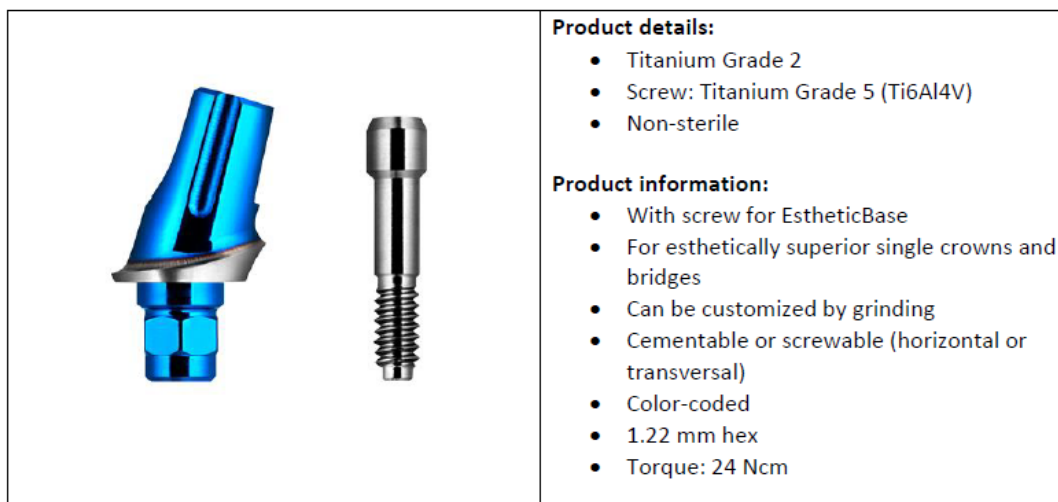 Product details:
• Titanium Grade 2
• Screw: Titanium Grade 5 (Ti6Al4V)
• Non-sterile
Product information:
• With screw for EstheticBase
• For esthetically superior single crowns and
bridges
• Can be customized by grinding
• Cementable or screwable (horizontal or
transversal)
• Color-coded
• 1.22 mm hex
• Torque: 24 Ncm